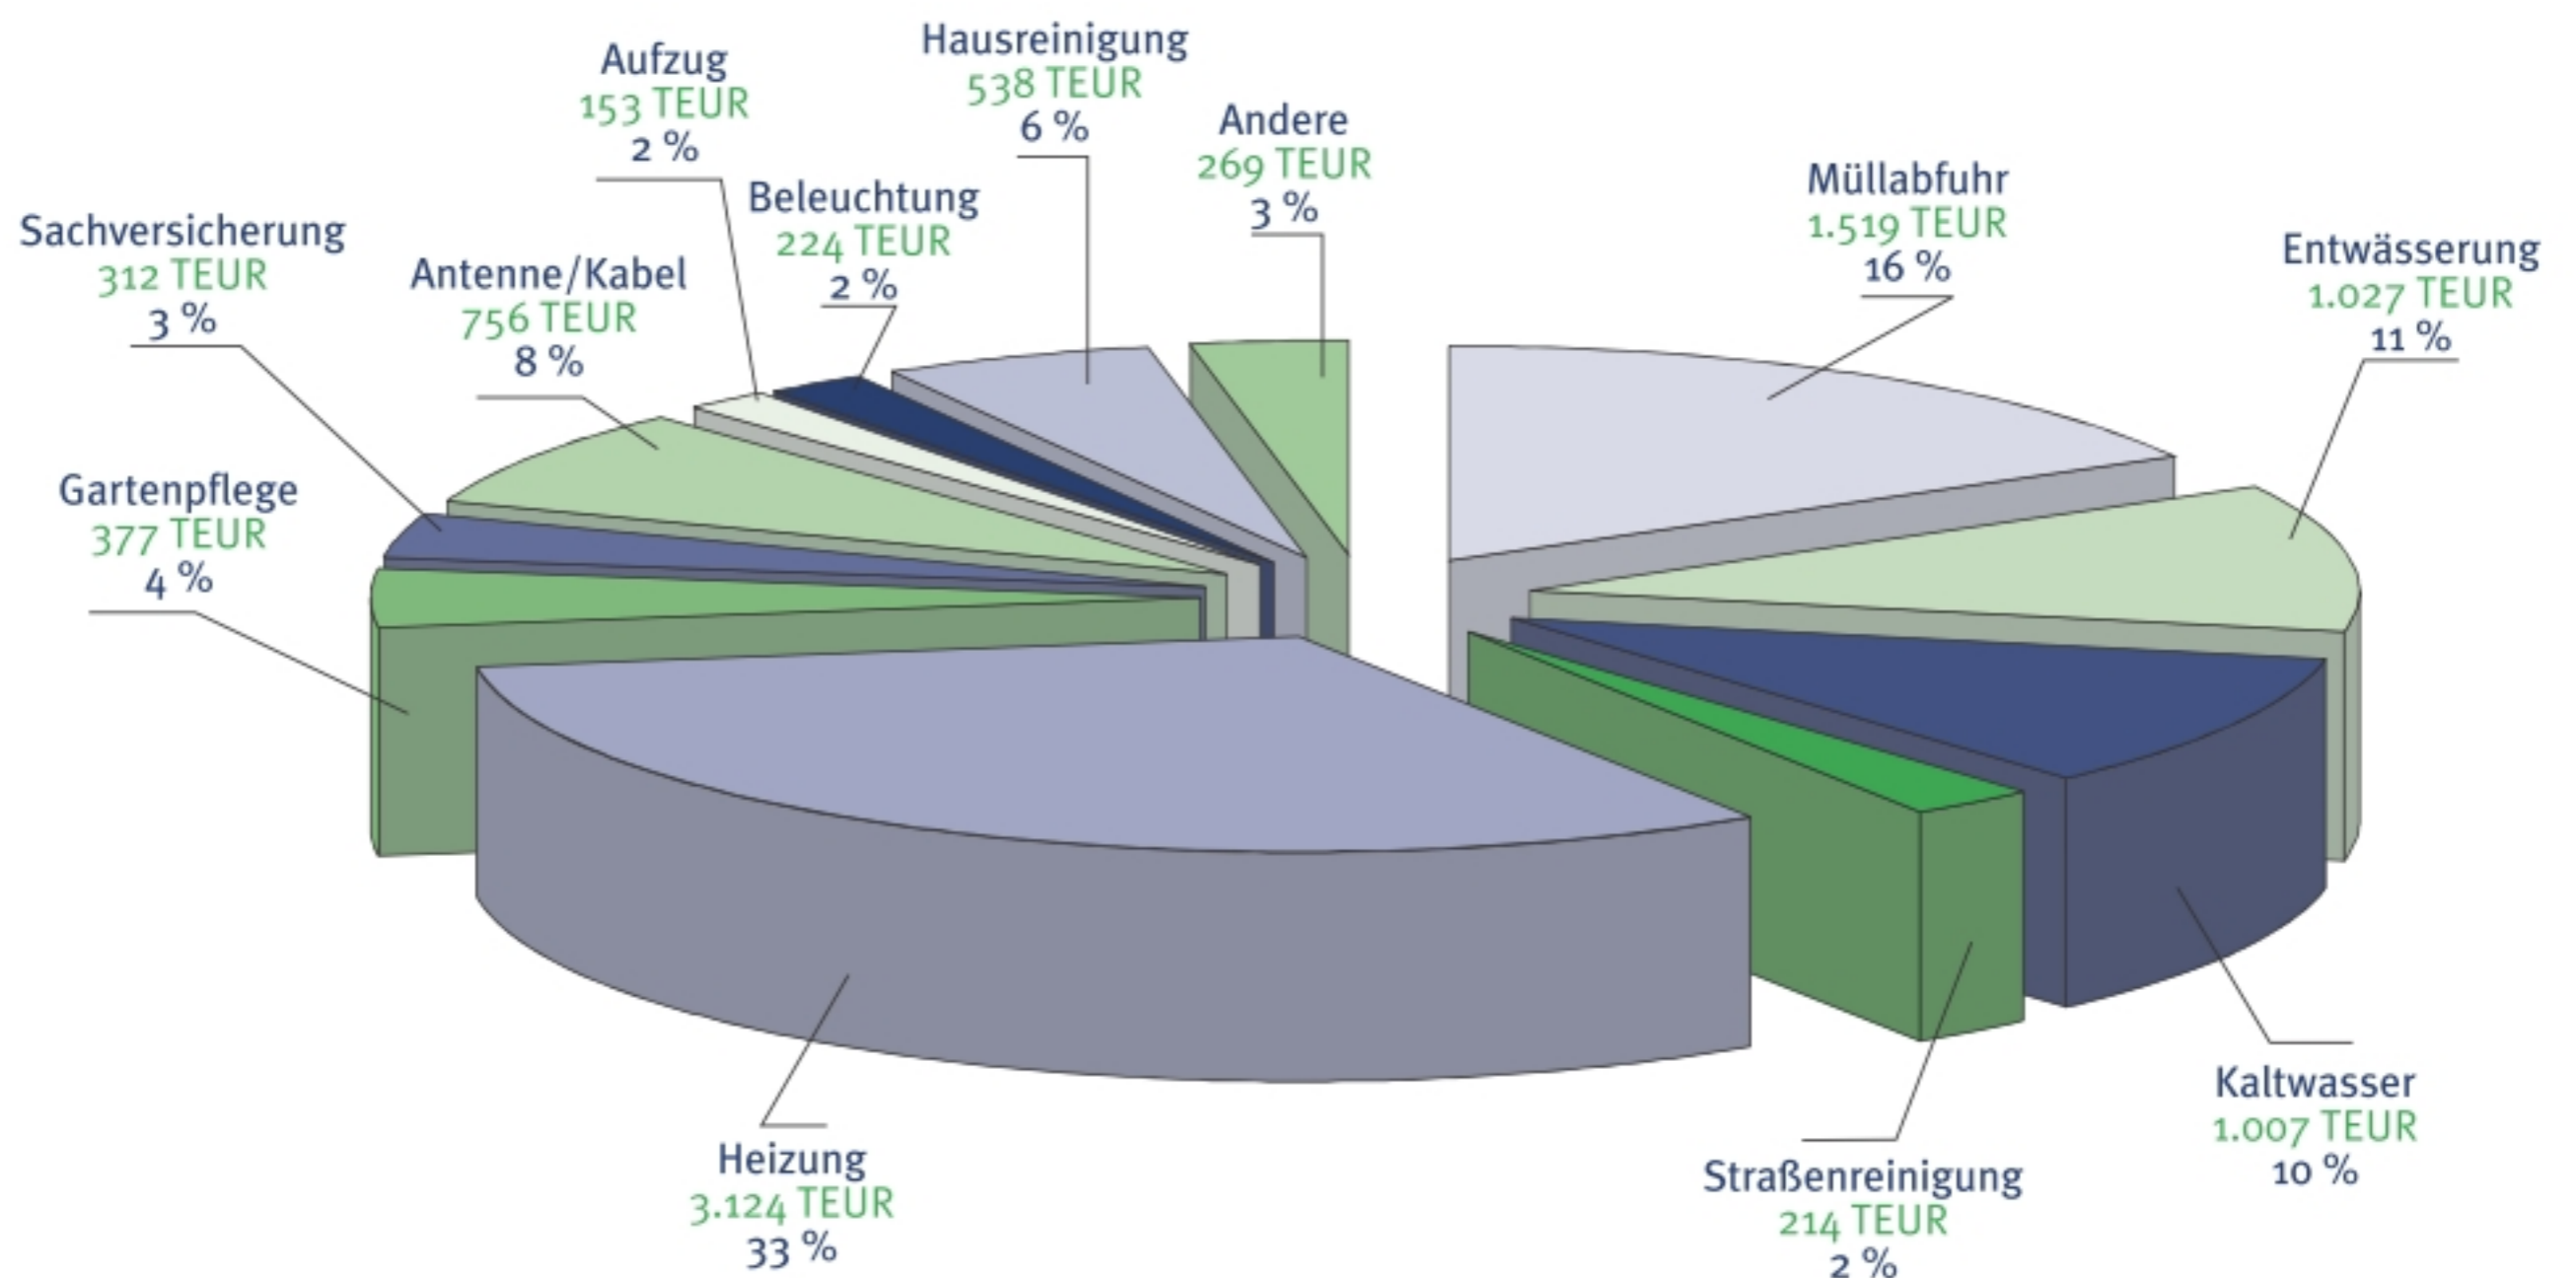 Hausreinigung
538 TEUR
6 %
Aufzug
153 TEUR
2 %
Andere
269 TEUR
3 %
Müllabfuhr
1.519 TEUR
16 %
Beleuchtung
224 TEUR
2 %
Sachversicherung
312 TEUR
3 %
Entwässerung
1.027 TEUR
11 %
Antenne/Kabel
756 TEUR
8 %
Gartenpflege
377 TEUR
4 %
Kaltwasser
1.007 TEUR
10 %
Heizung
3.124 TEUR
33 %
Straßenreinigung
214 TEUR
2 %